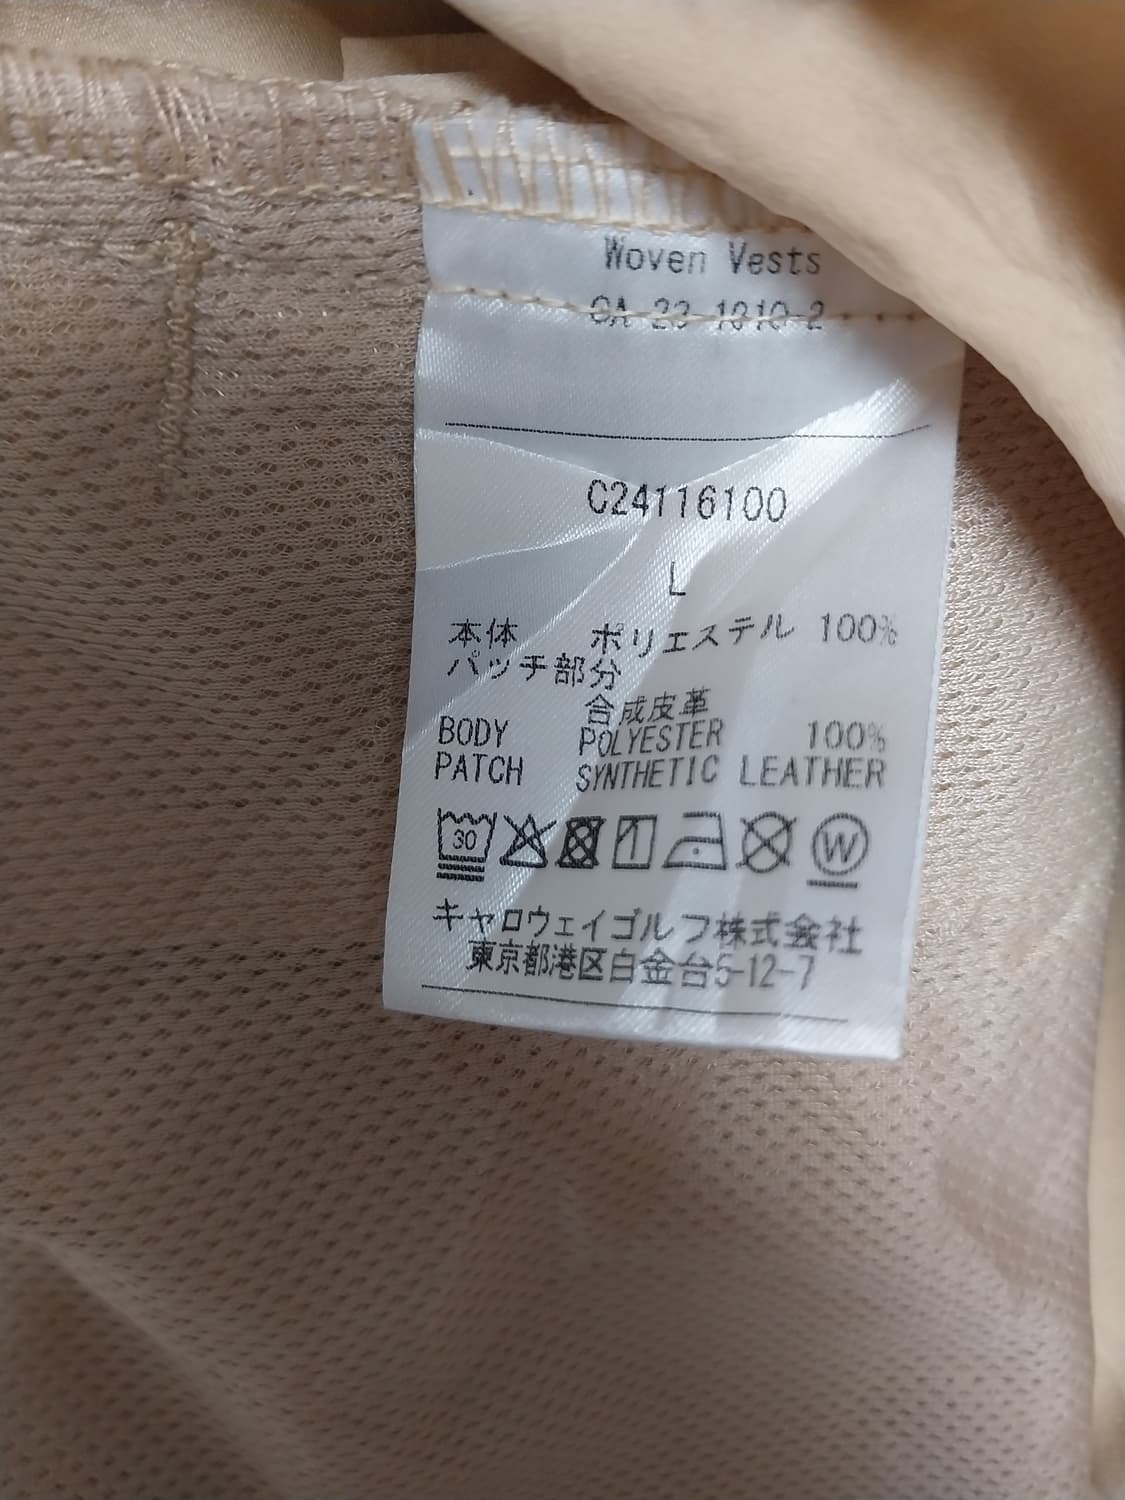 Woven Vests
C24116100
L
本体 ポリエステル 100%
パッチ部分
合成皮革
BODY POLYESTER 100%
PATCH SYNTHETIC LEATHER
30
W
キャロウェイゴルフ株式会社
東京都港区白金台5-12-7